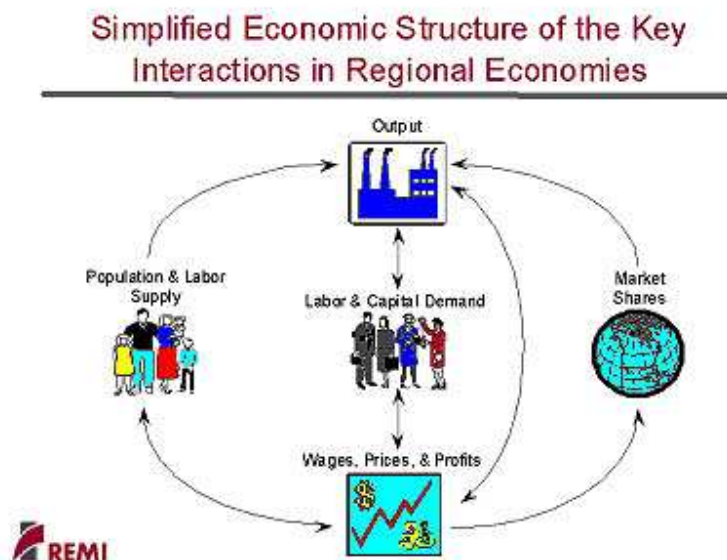 Simplified Economic Structure of the Key
Interactions in Regional Economies
Output
Population & Labor
Supply
Labor & Capital Demand
Market
Shares
Wages, Prices, & Profits
$
REMI